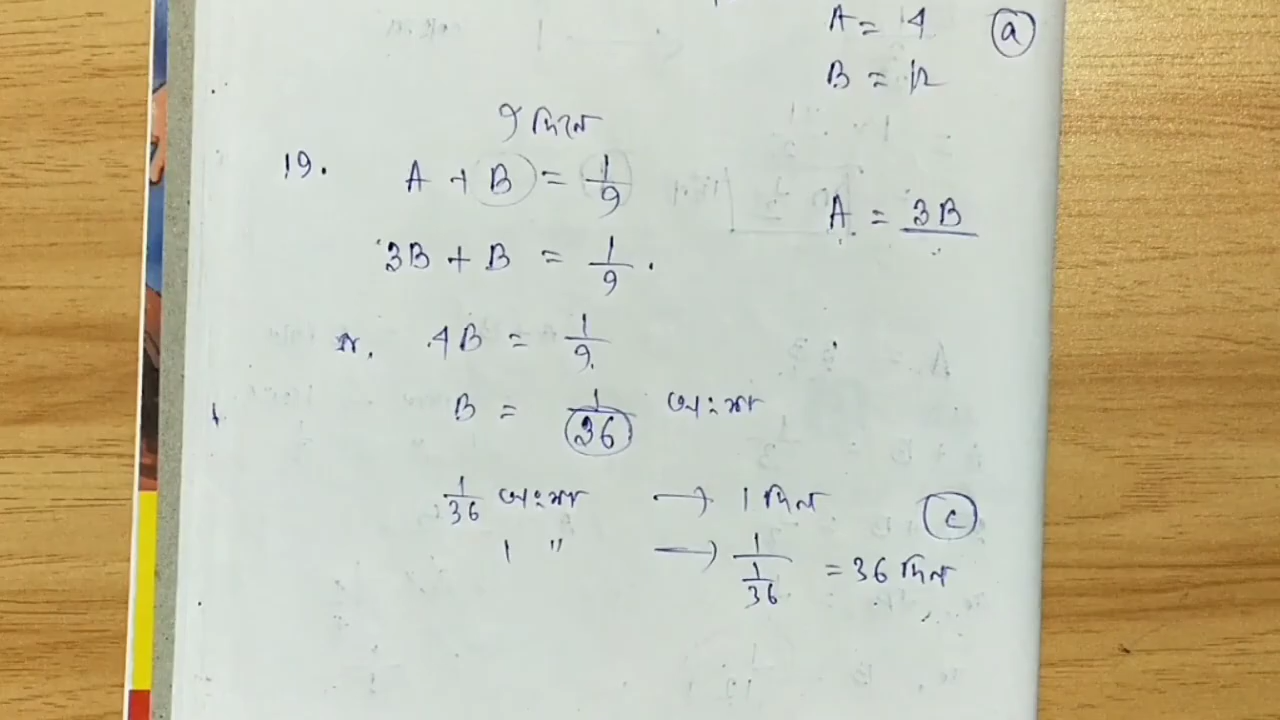 A = 4 (a)
B = 12
9 দিনে
19. A + B = 1/9
A = 3B
3B + B = 1/9
বা, 4B = 1/9
B = 1/36 অংশ
1/36 অংশ → 1 দিন (c)
1 " → 1/(1/36) = 36 দিন